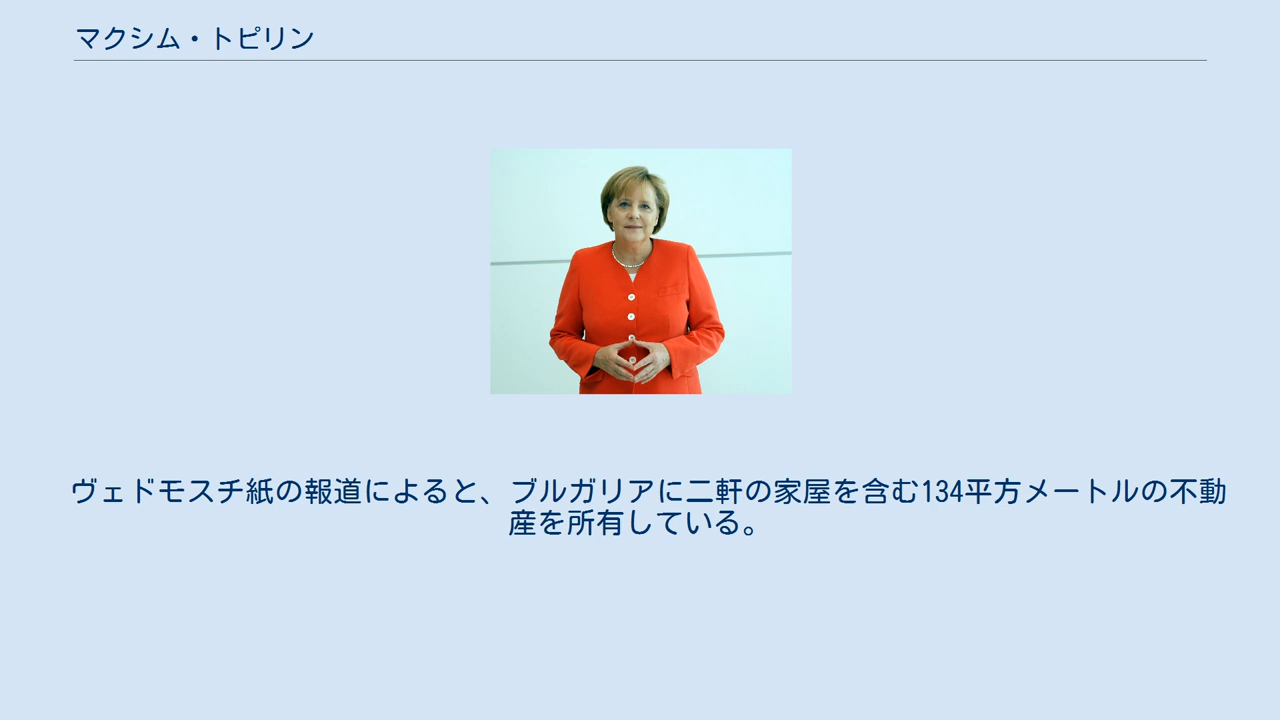 マクシム・トピリン
ヴェドモスチ紙の報道によると、ブルガリアに二軒の家屋を含む134平方メートルの不動
産を所有している。